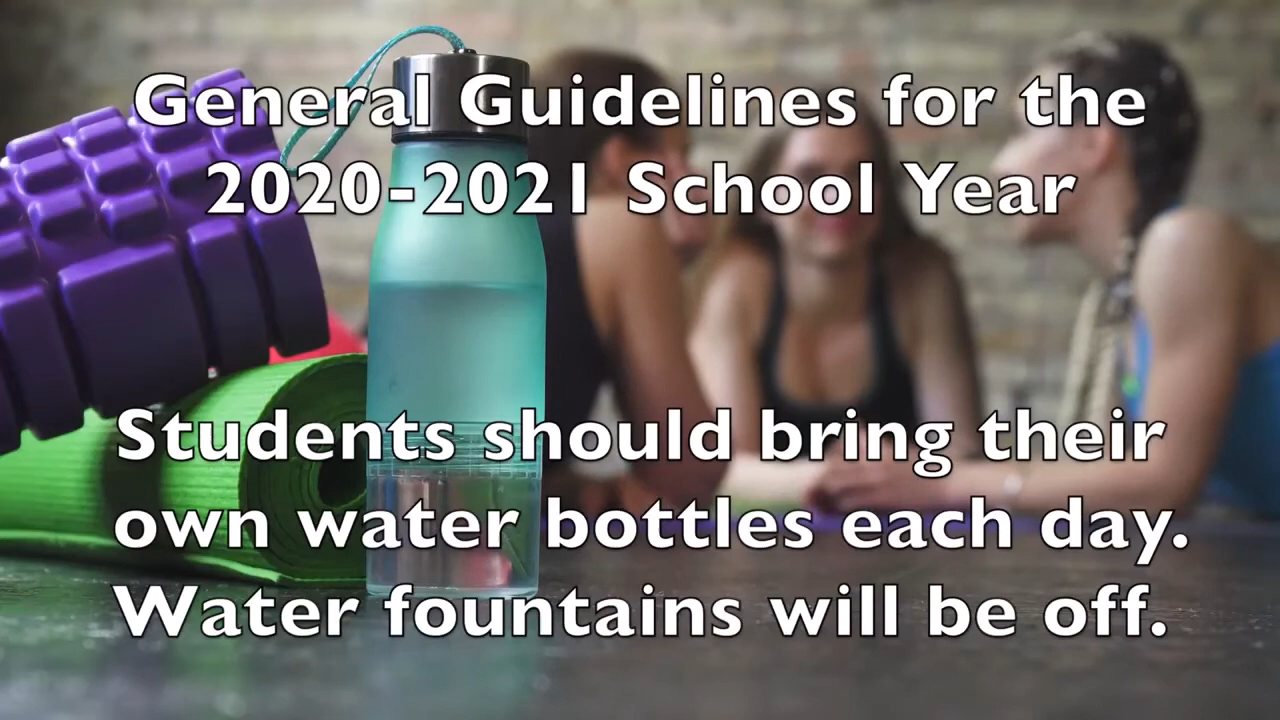 General Guidelines for the
2020-2021 School Year
Students should bring their
own water bottles each day.
Water fountains will be off.